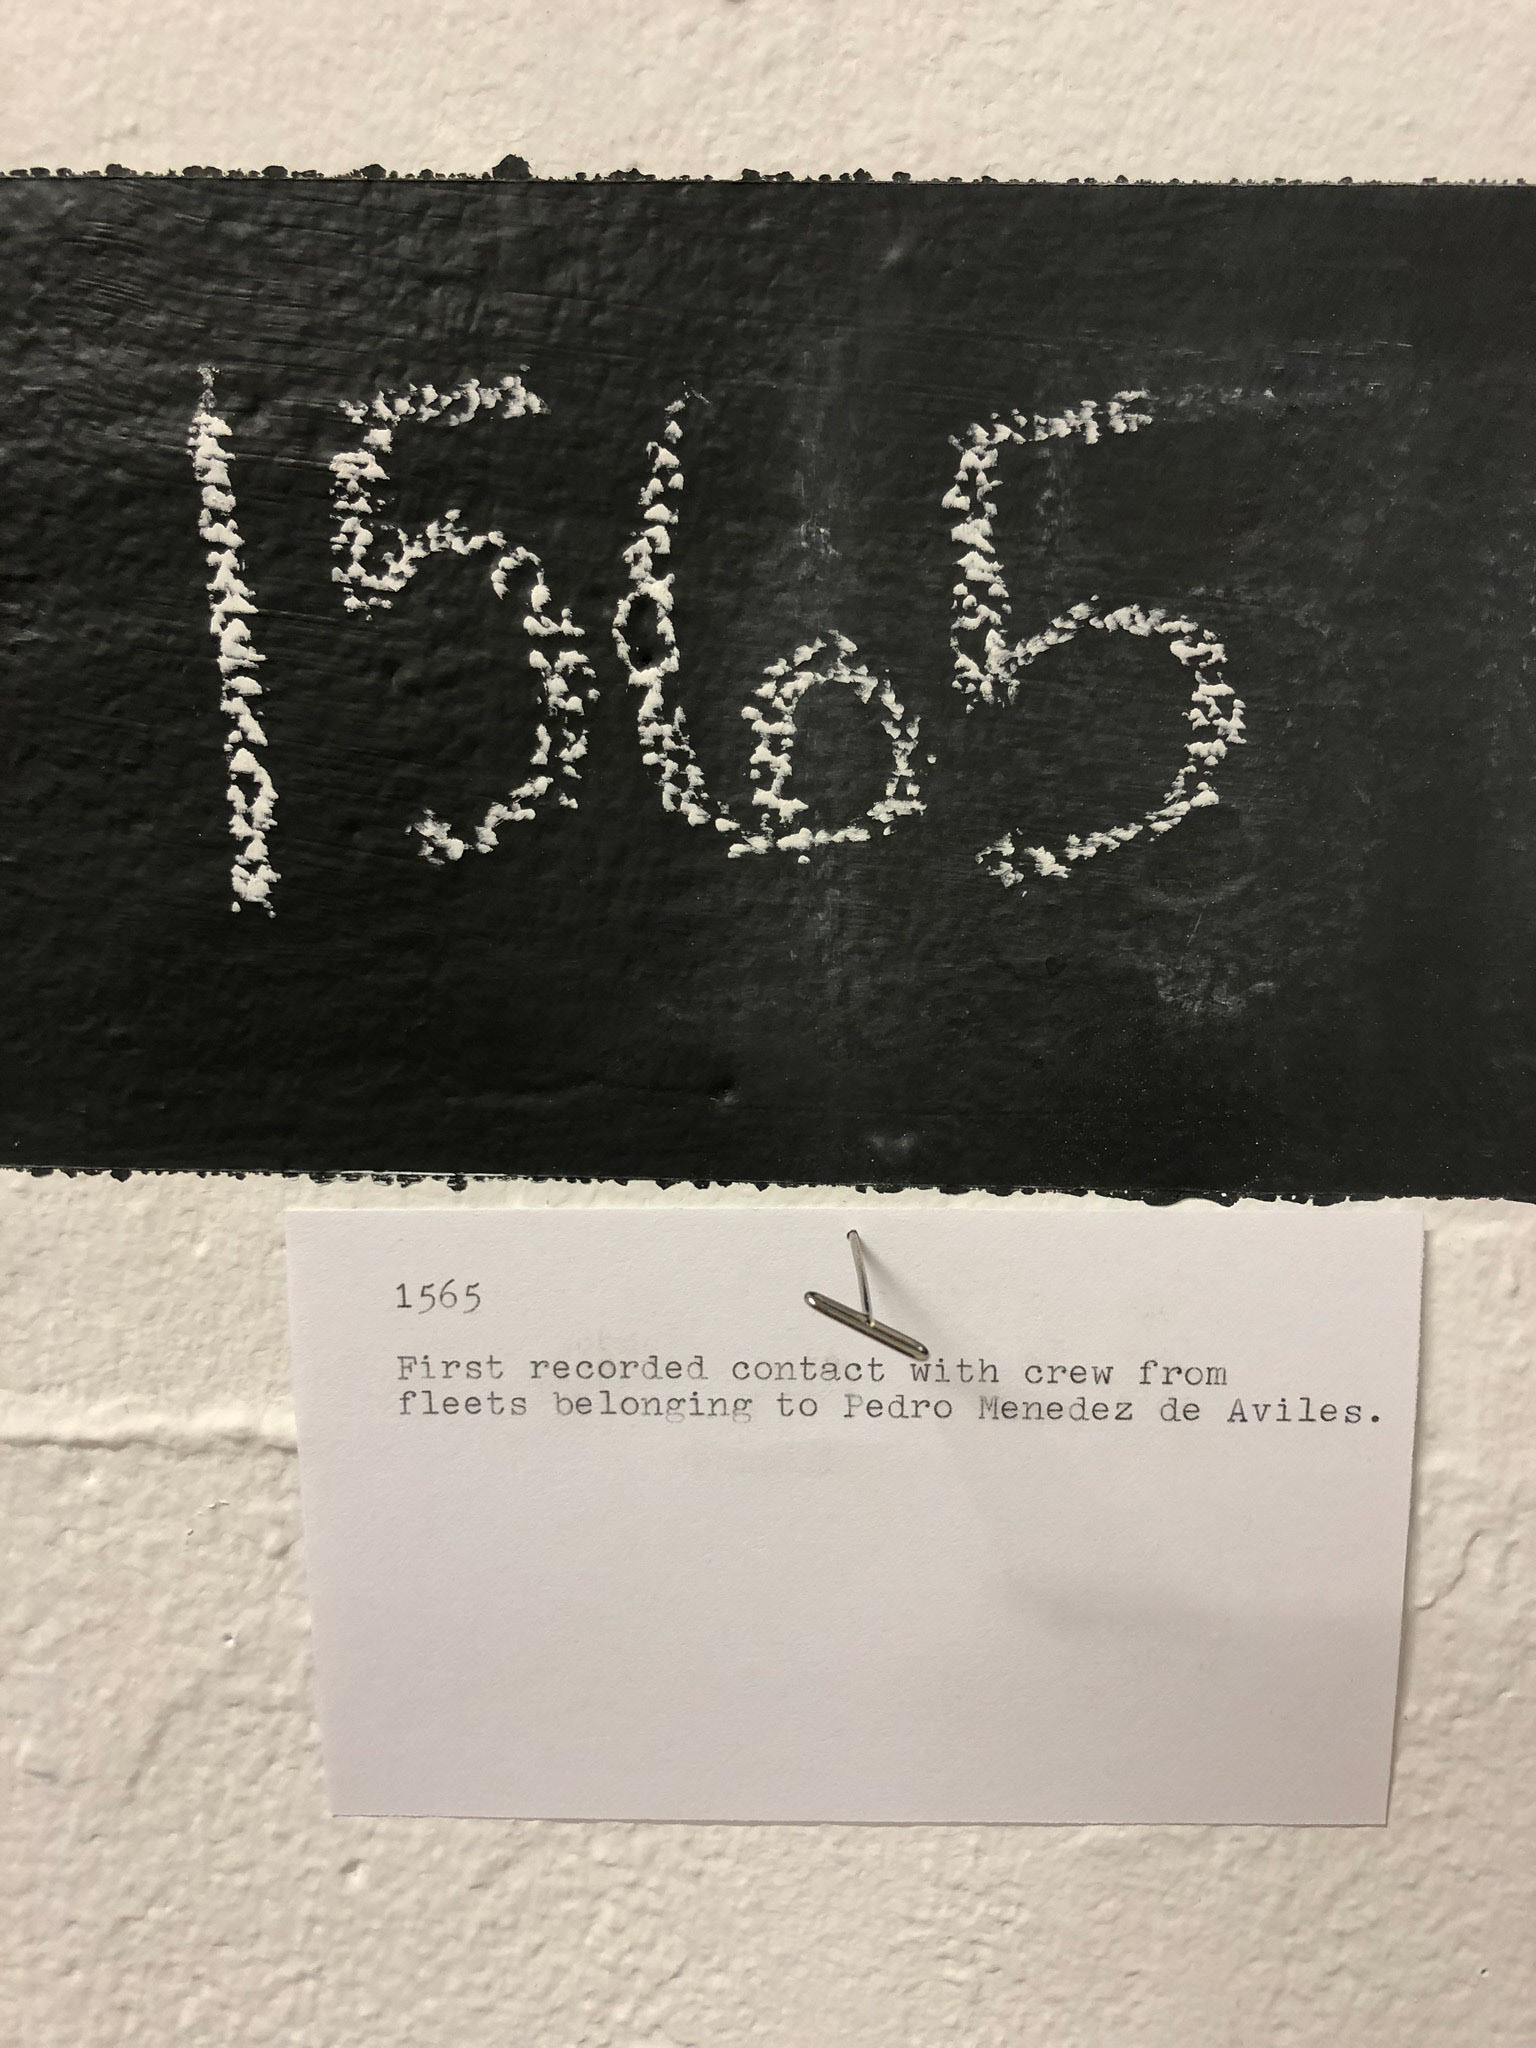 1565
1565
First recorded contact with crew from
fleets belonging to Pedro Menedez de Aviles.